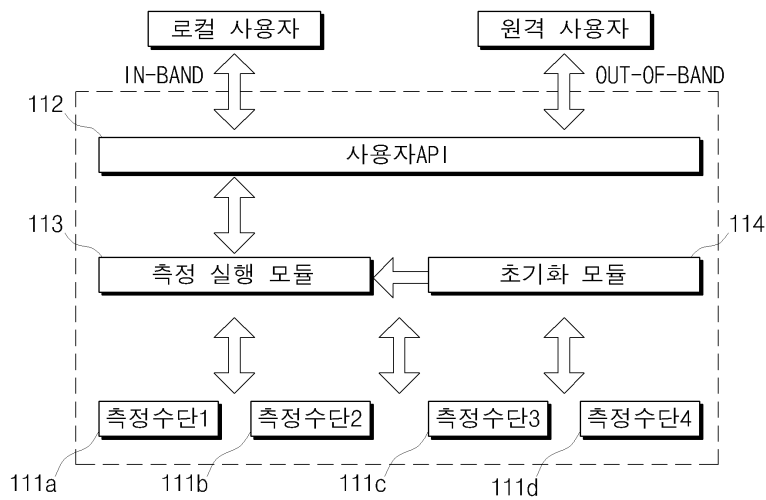 로컬 사용자
원격 사용자
IN-BAND
OUT-OF-BAND
112
사용자API
113
114
측정 실행 모듈
초기화 모듈
측정수단1
측정수단2
측정수단3
측정수단4
111a
111b
111c
111d